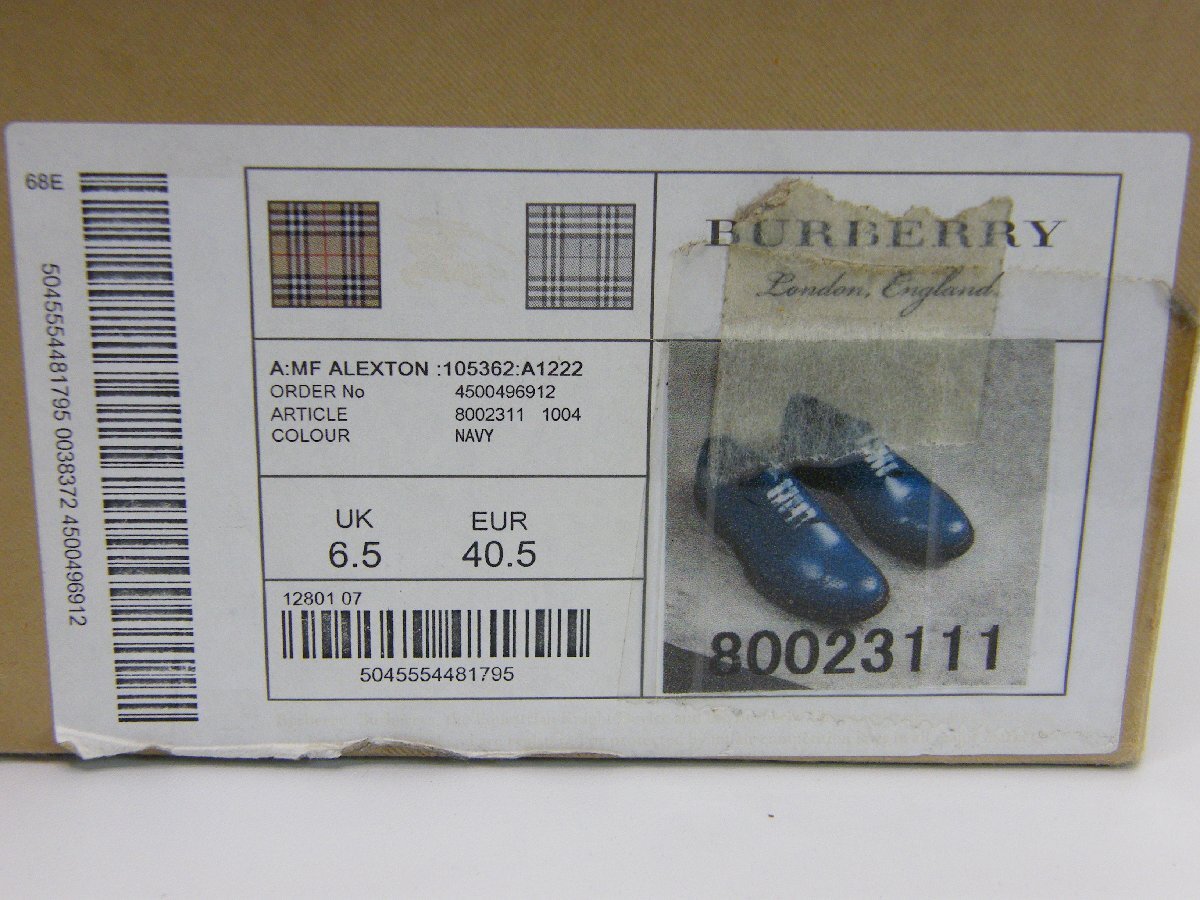 68E
5045554481795 0038372 4500496912
BURBERRY
London, England.
A:MF ALEXTON :105362:A1222
ORDER No 4500496912
ARTICLE 8002311 1004
COLOUR NAVY
UK EUR
6.5 40.5
12801 07
5045554481795
80023111